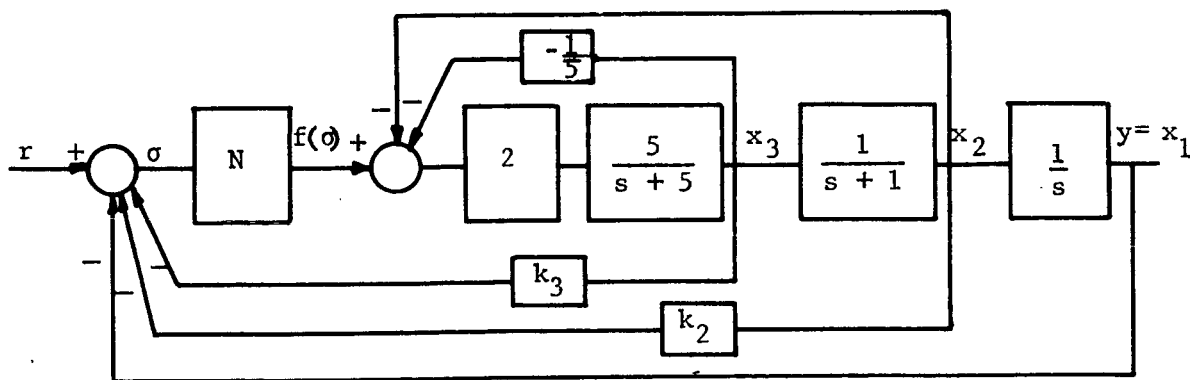 -1/5
r + σ N f(σ) + − − 2 5/(s + 5) x₃ 1/(s + 1) x₂ 1/s y= x₁
− − −
k₃
k₂